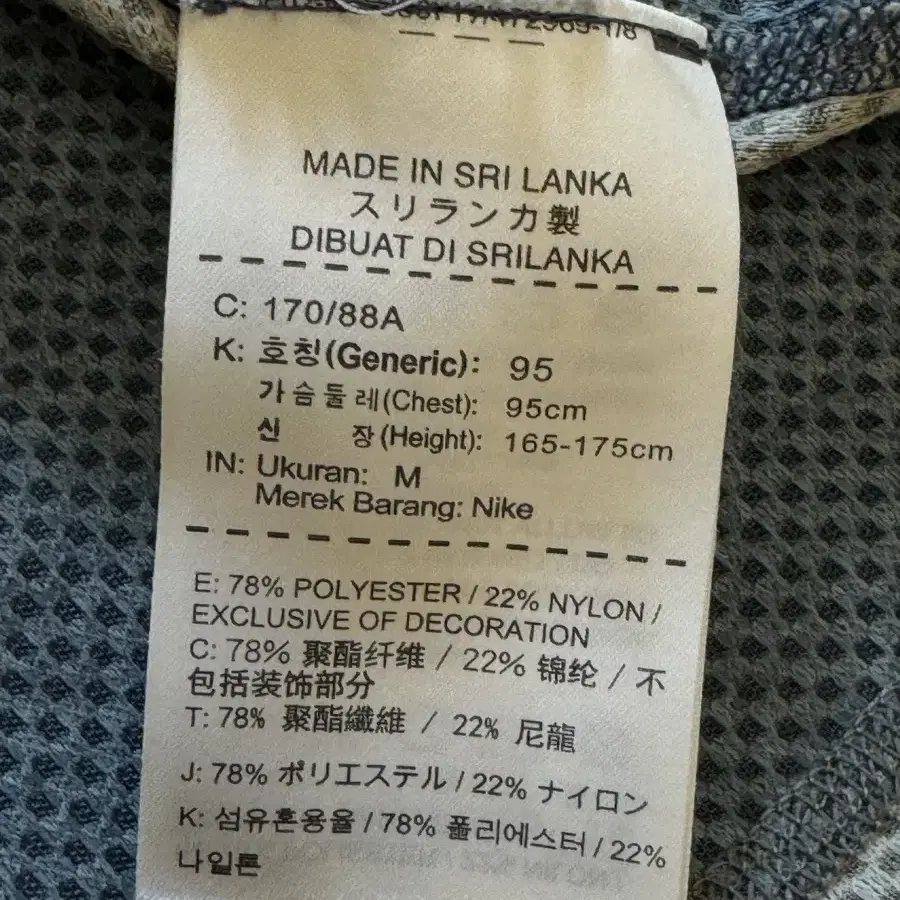 MADE IN SRI LANKA
スリランカ製
DIBUAT DI SRILANKA
C: 170/88A
K: 호칭(Generic): 95
가슴둘레(Chest): 95cm
신 장(Height): 165-175cm
IN: Ukuran: M
Merek Barang: Nike
E: 78% POLYESTER / 22% NYLON /
EXCLUSIVE OF DECORATION
C: 78% 聚酯纤维 / 22% 锦纶 / 不
包括装饰部分
T: 78% 聚酯纖維 / 22% 尼龍
J: 78% ポリエステル / 22% ナイロン
K: 섬유혼용율 / 78% 폴리에스터 / 22%
나일론